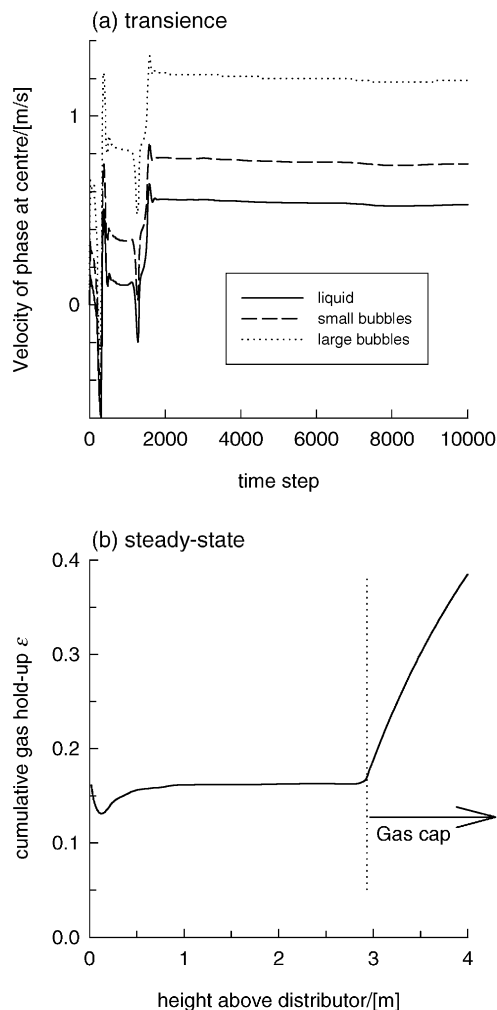 (a) transience
Velocity of phase at centre/[m/s]
1
0
liquid
small bubbles
large bubbles
0 2000 4000 6000 8000 10000
time step
(b) steady-state
cumulative gas hold-up ε
0.4
0.3
0.2
0.1
0.0
Gas cap
0 1 2 3 4
height above distributor/[m]